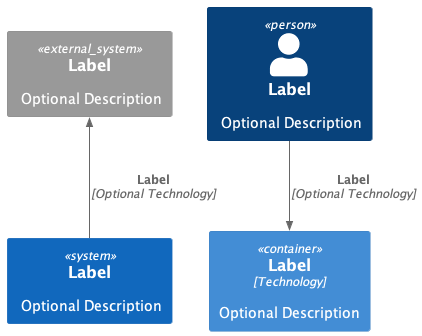 «external_system»
Label
Optional Description
«person»
Label
Optional Description
Label
[Optional Technology]
Label
[Optional Technology]
«system»
Label
Optional Description
«container»
Label
[Technology]
Optional Description